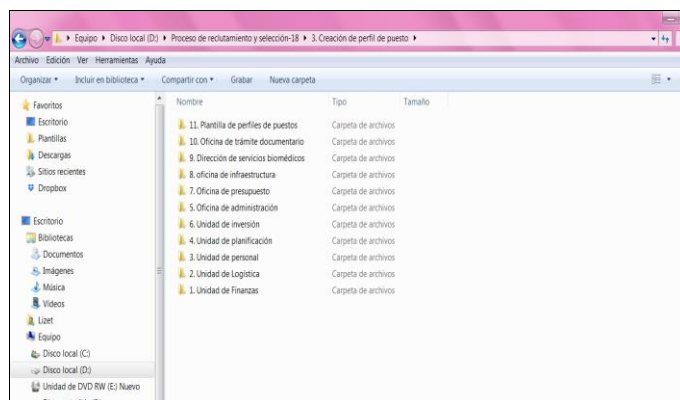 Equipo ▸ Disco local (D:) ▸ Proceso de reclutamiento y selección-18 ▸ 3. Creación de perfil de puesto ▸
Archivo Edición Ver Herramientas Ayuda
Organizar Incluir en biblioteca Compartir con Grabar Nueva carpeta
Favoritos
Escritorio
Plantillas
Descargas
Sitios recientes
Dropbox
Escritorio
Bibliotecas
Documentos
Imágenes
Música
Vídeos
Lizet
Equipo
Disco local (C:)
Disco local (D:)
Unidad de DVD RW (E:) Nuevo
Nombre Tipo Tamaño
11. Plantilla de perfiles de puestos Carpeta de archivos
10. Oficina de trámite documentario Carpeta de archivos
9. Dirección de servicios biomédicos Carpeta de archivos
8. oficina de infraestructura Carpeta de archivos
7. Oficina de presupuesto Carpeta de archivos
5. Oficina de administración Carpeta de archivos
6. Unidad de inversión Carpeta de archivos
4. Unidad de planificación Carpeta de archivos
3. Unidad de personal Carpeta de archivos
2. Unidad de Logística Carpeta de archivos
1. Unidad de Finanzas Carpeta de archivos